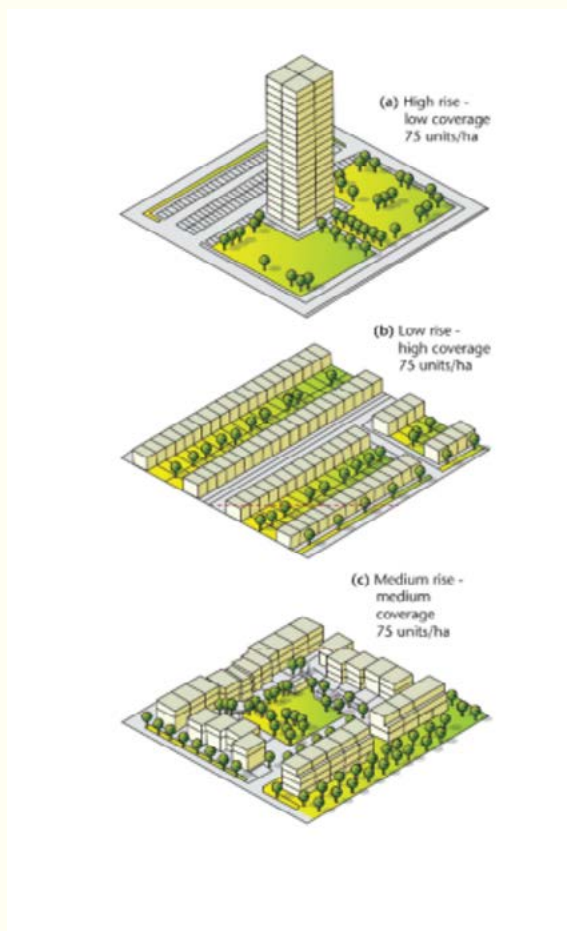 (a) High rise -
low coverage
75 units/ha
(b) Low rise -
high coverage
75 units/ha
(c) Medium rise -
medium
coverage
75 units/ha